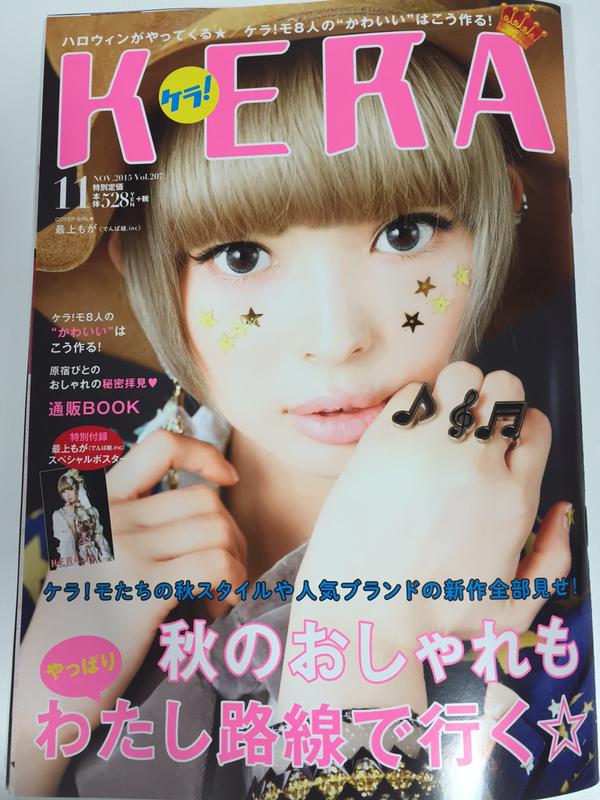 ハロウィンがやってくる★／ケラ！モ8人の“かわいい”はこう作る！
KERA
ケラ！
11
NOV.2015 Vol.207
特別定価
本体528YEN+税
COVER GIRL★
最上もが（でんぱ組.inc）
ケラ！モ8人の
“かわいい”は
こう作る！
原宿びとの
おしゃれの秘密拝見♥
通販BOOK
特別付録
最上もが（でんぱ組.inc）
スペシャルポスター
KERA
ケラ！モたちの秋スタイルや人気ブランドの新作全部見せ！
秋のおしゃれも
やっぱり
わたし路線で行く☆